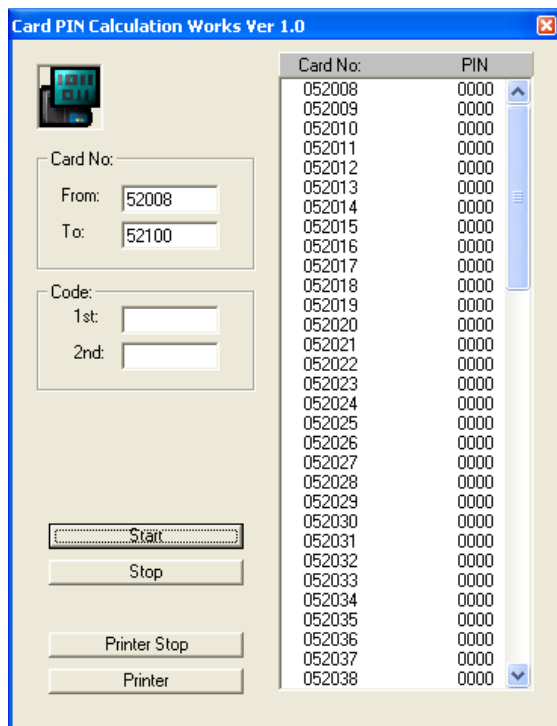 Card PIN Calculation Works Ver 1.0
Card No:
From: 52008
To: 52100
Code:
1st:
2nd:
Start
Stop
Printer Stop
Printer
Card No: PIN
052008 0000
052009 0000
052010 0000
052011 0000
052012 0000
052013 0000
052014 0000
052015 0000
052016 0000
052017 0000
052018 0000
052019 0000
052020 0000
052021 0000
052022 0000
052023 0000
052024 0000
052025 0000
052026 0000
052027 0000
052028 0000
052029 0000
052030 0000
052031 0000
052032 0000
052033 0000
052034 0000
052035 0000
052036 0000
052037 0000
052038 0000